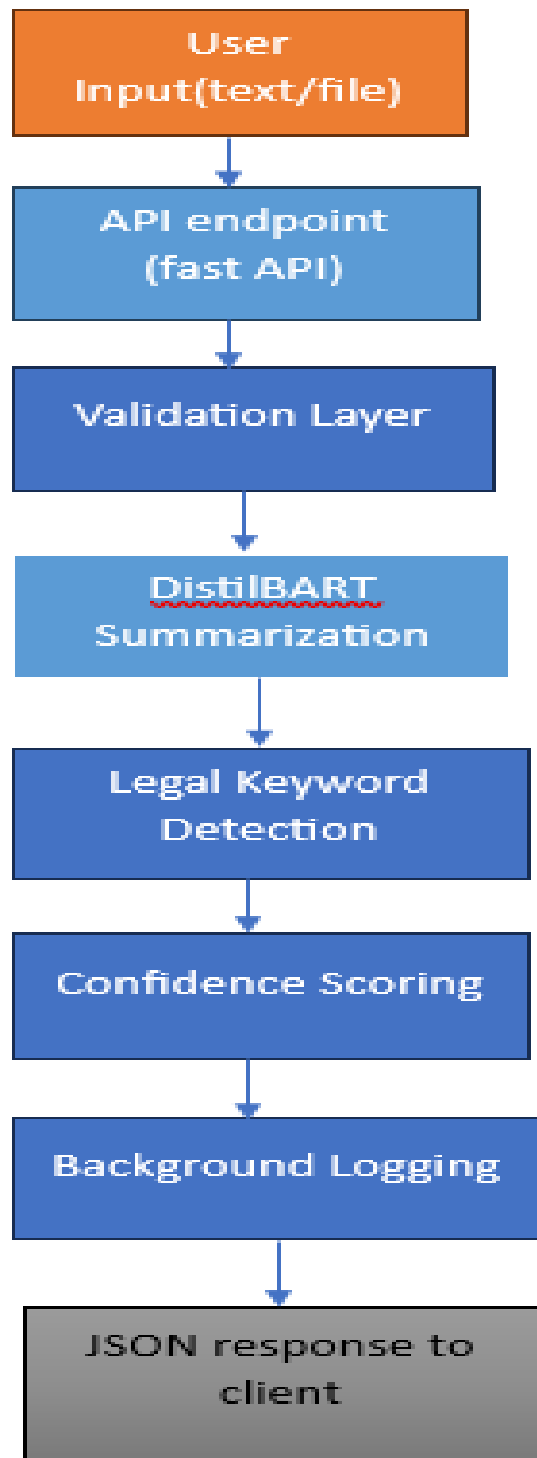 User
Input(text/file)
API endpoint
(fast API)
Validation Layer
DistilBART
Summarization
Legal Keyword
Detection
Confidence Scoring
Background Logging
JSON response to
client